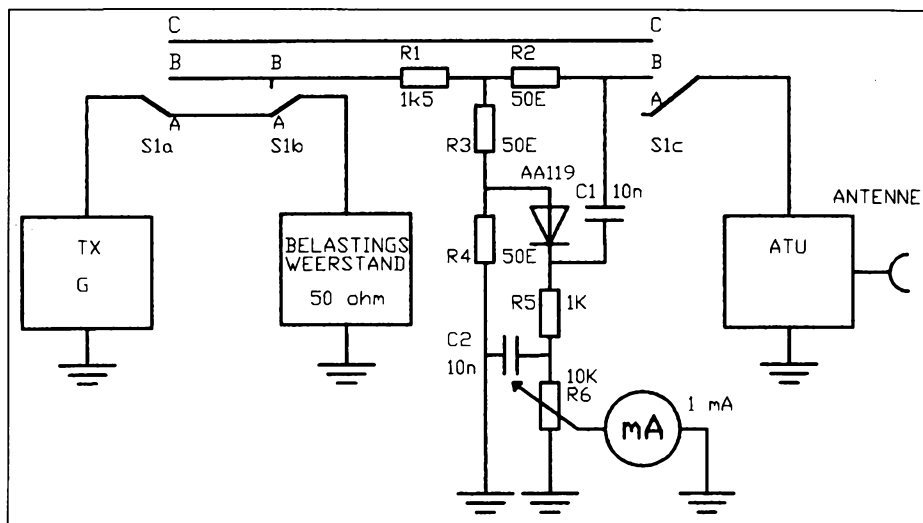 C C
B B R1 R2 B
1k5 50E
A A A
S1a S1b R3 50E S1c
AA119
C1 10n
ANTENNE
TX
G
BELASTINGS
WEERSTAND
50 ohm
R4 50E
ATU
R5 1K
C2
10n
10K
R6
1 mA
mA